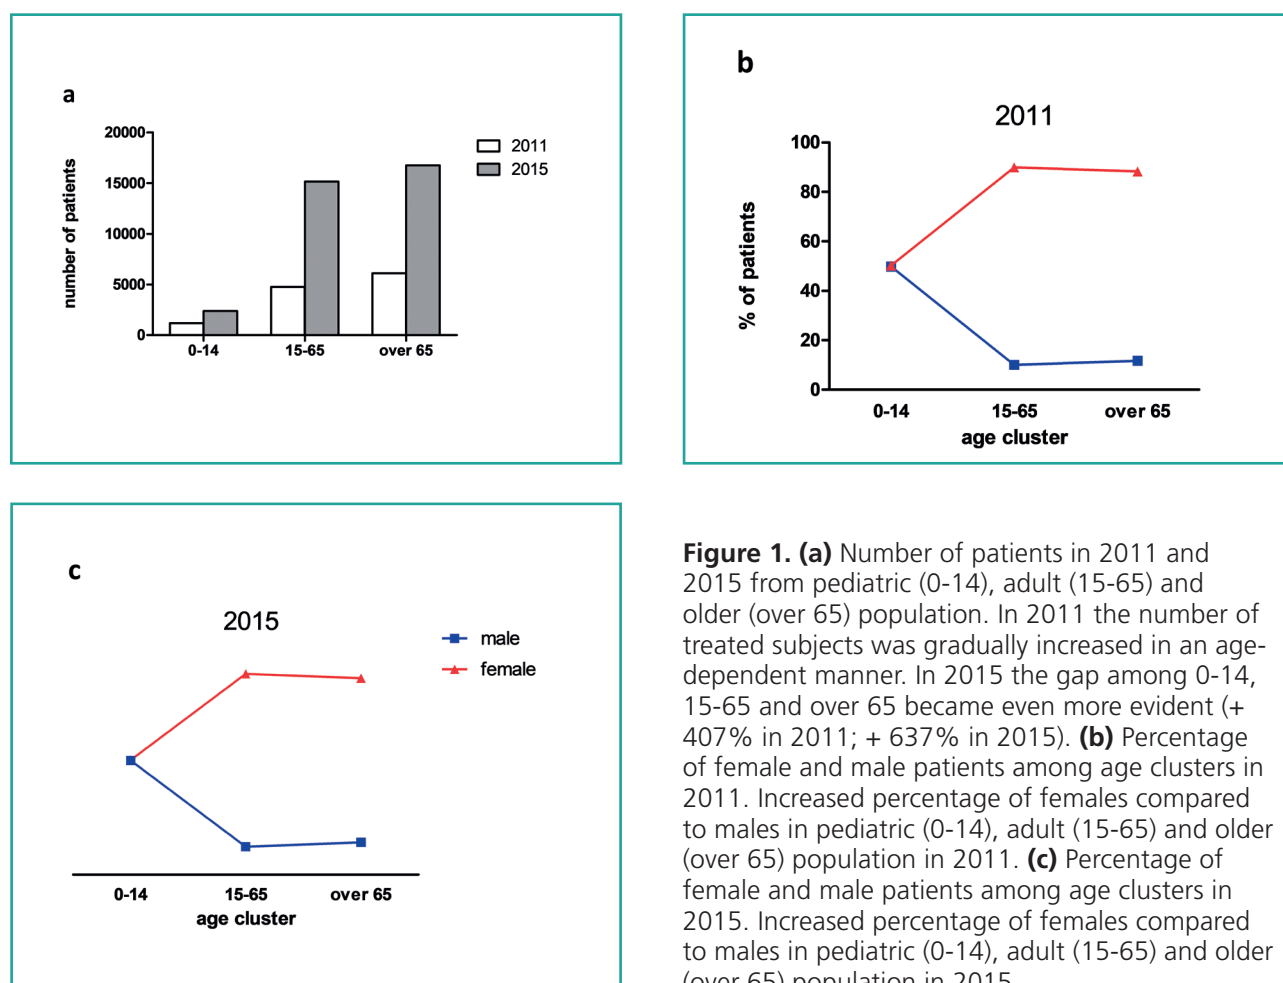 a
20000
15000
10000
5000
0
number of patients
0-14
15-65
over 65
2011
2015
b
2011
100
80
60
40
20
0
% of patients
0-14
15-65
over 65
age cluster
c
2015
male
female
0-14
15-65
over 65
age cluster
Figure 1. (a) Number of patients in 2011 and
2015 from pediatric (0-14), adult (15-65) and
older (over 65) population. In 2011 the number of
treated subjects was gradually increased in an age-
dependent manner. In 2015 the gap among 0-14,
15-65 and over 65 became even more evident (+
407% in 2011; + 637% in 2015). (b) Percentage
of female and male patients among age clusters in
2011. Increased percentage of females compared
to males in pediatric (0-14), adult (15-65) and older
(over 65) population in 2011. (c) Percentage of
female and male patients among age clusters in
2015. Increased percentage of females compared
to males in pediatric (0-14), adult (15-65) and older
(over 65) population in 2015